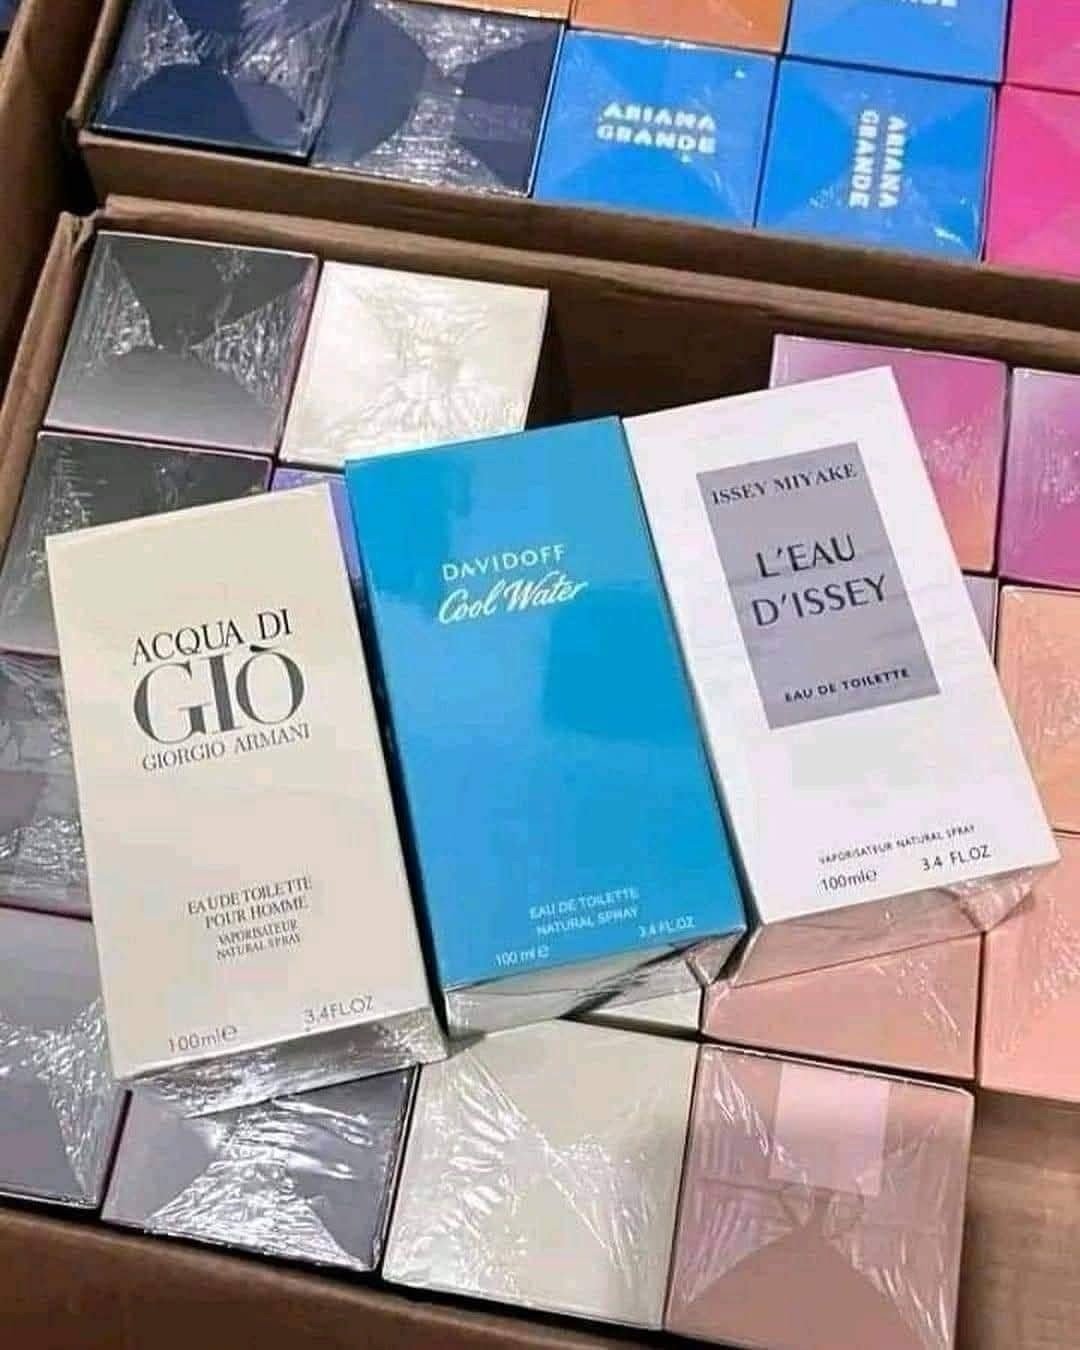 ARIANA
GRANDE
ARIANA
GRANDE
ACQUA DI
GIÒ
GIORGIO ARMANI
EAU DE TOILETTE
POUR HOMME
VAPORISATEUR
NATURAL SPRAY
100ml℮ 3.4FL.OZ
DAVIDOFF
Cool Water
EAU DE TOILETTE
NATURAL SPRAY
100 ml ℮ 3.4 FL.OZ
ISSEY MIYAKE
L'EAU
D'ISSEY
EAU DE TOILETTE
VAPORISATEUR NATURAL SPRAY
100ml℮ 3.4 FL.OZ